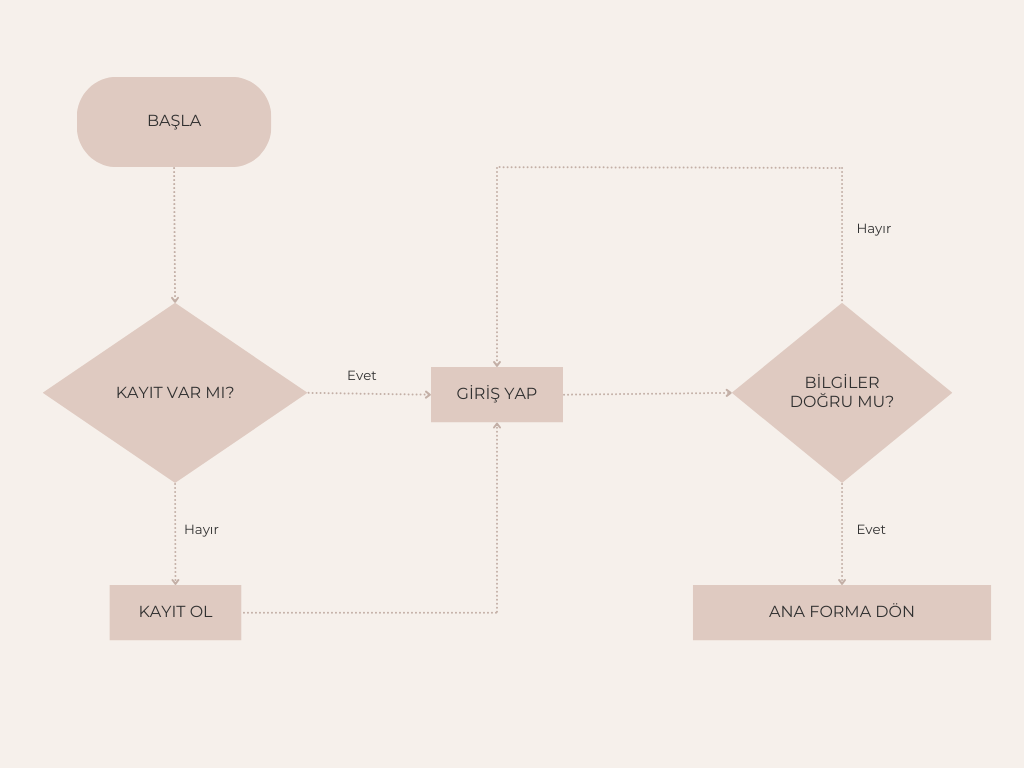 BAŞLA
Hayır
KAYIT VAR MI?
Evet
GİRİŞ YAP
BİLGİLER
DOĞRU MU?
Hayır
Evet
KAYIT OL
ANA FORMA DÖN